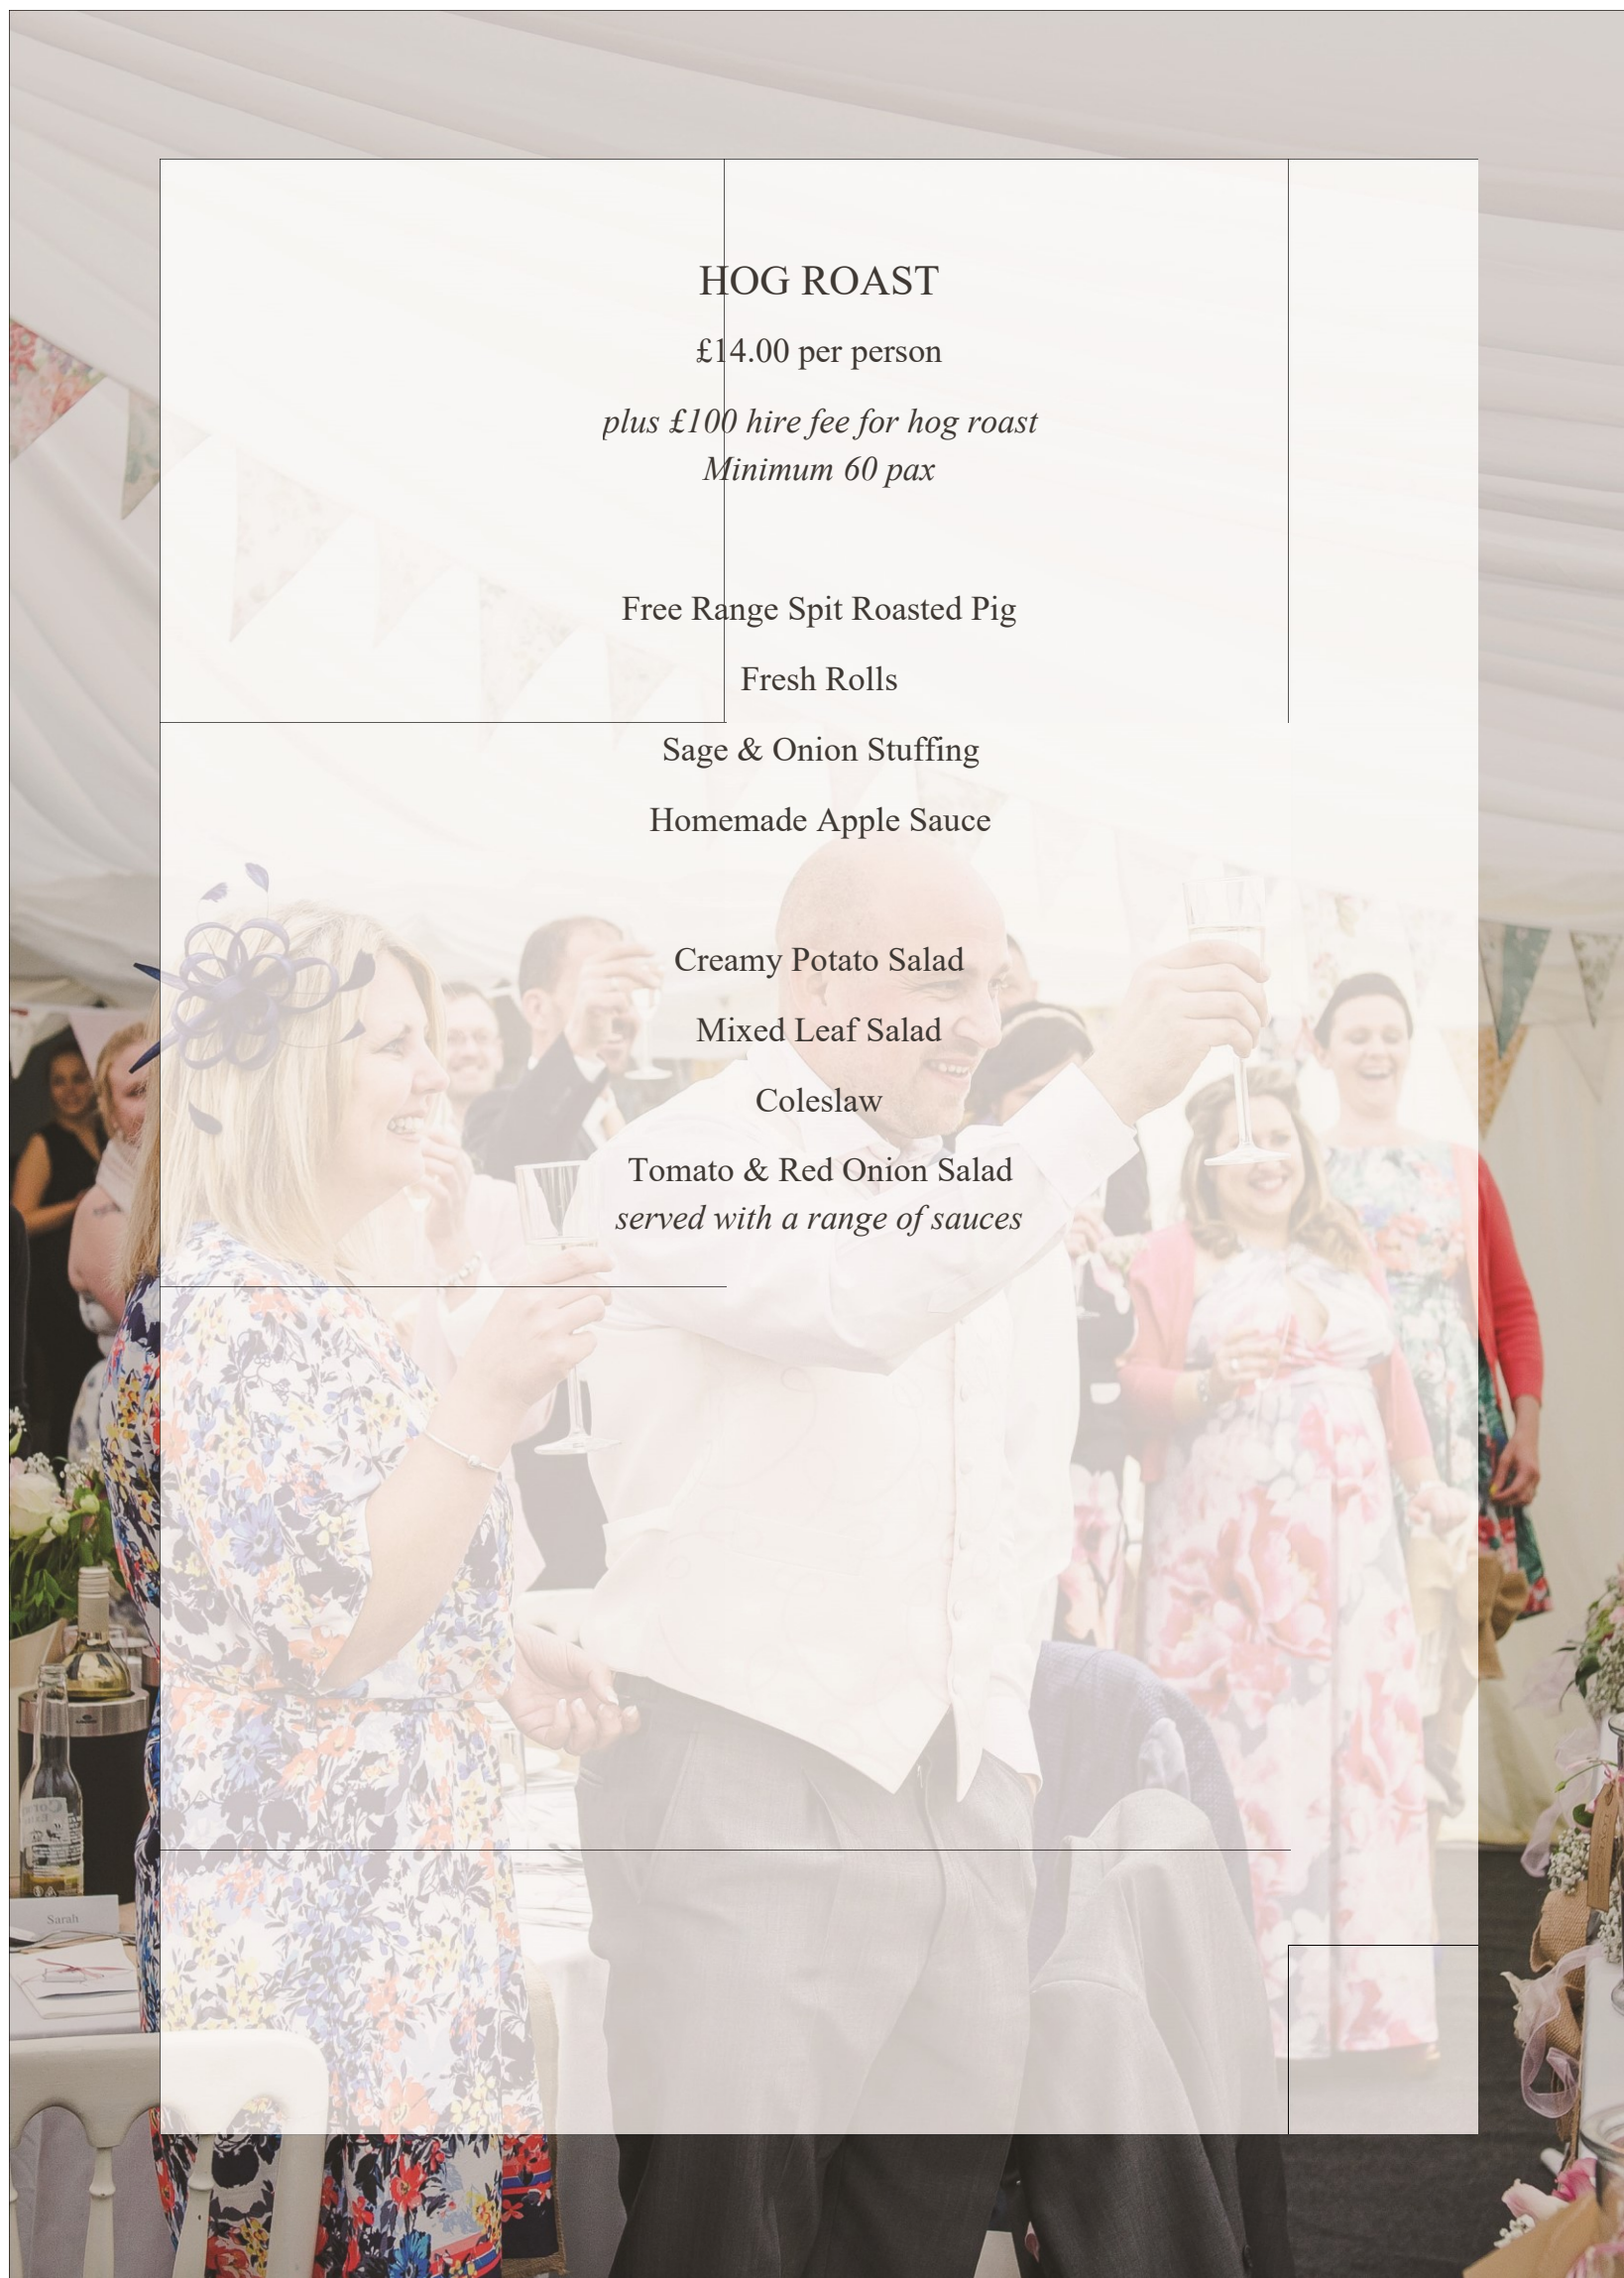 HOG ROAST
£14.00 per person
plus £100 hire fee for hog roast
Minimum 60 pax
Free Range Spit Roasted Pig
Fresh Rolls
Sage & Onion Stuffing
Homemade Apple Sauce
Creamy Potato Salad
Mixed Leaf Salad
Coleslaw
Tomato & Red Onion Salad
served with a range of sauces
Sarah